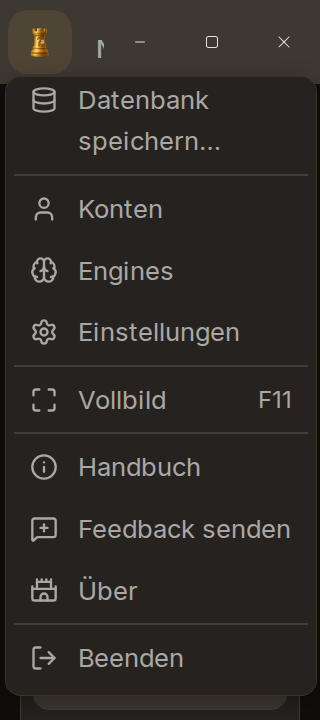 Datenbank
speichern...
Konten
Engines
Einstellungen
Vollbild F11
Handbuch
Feedback senden
Über
Beenden